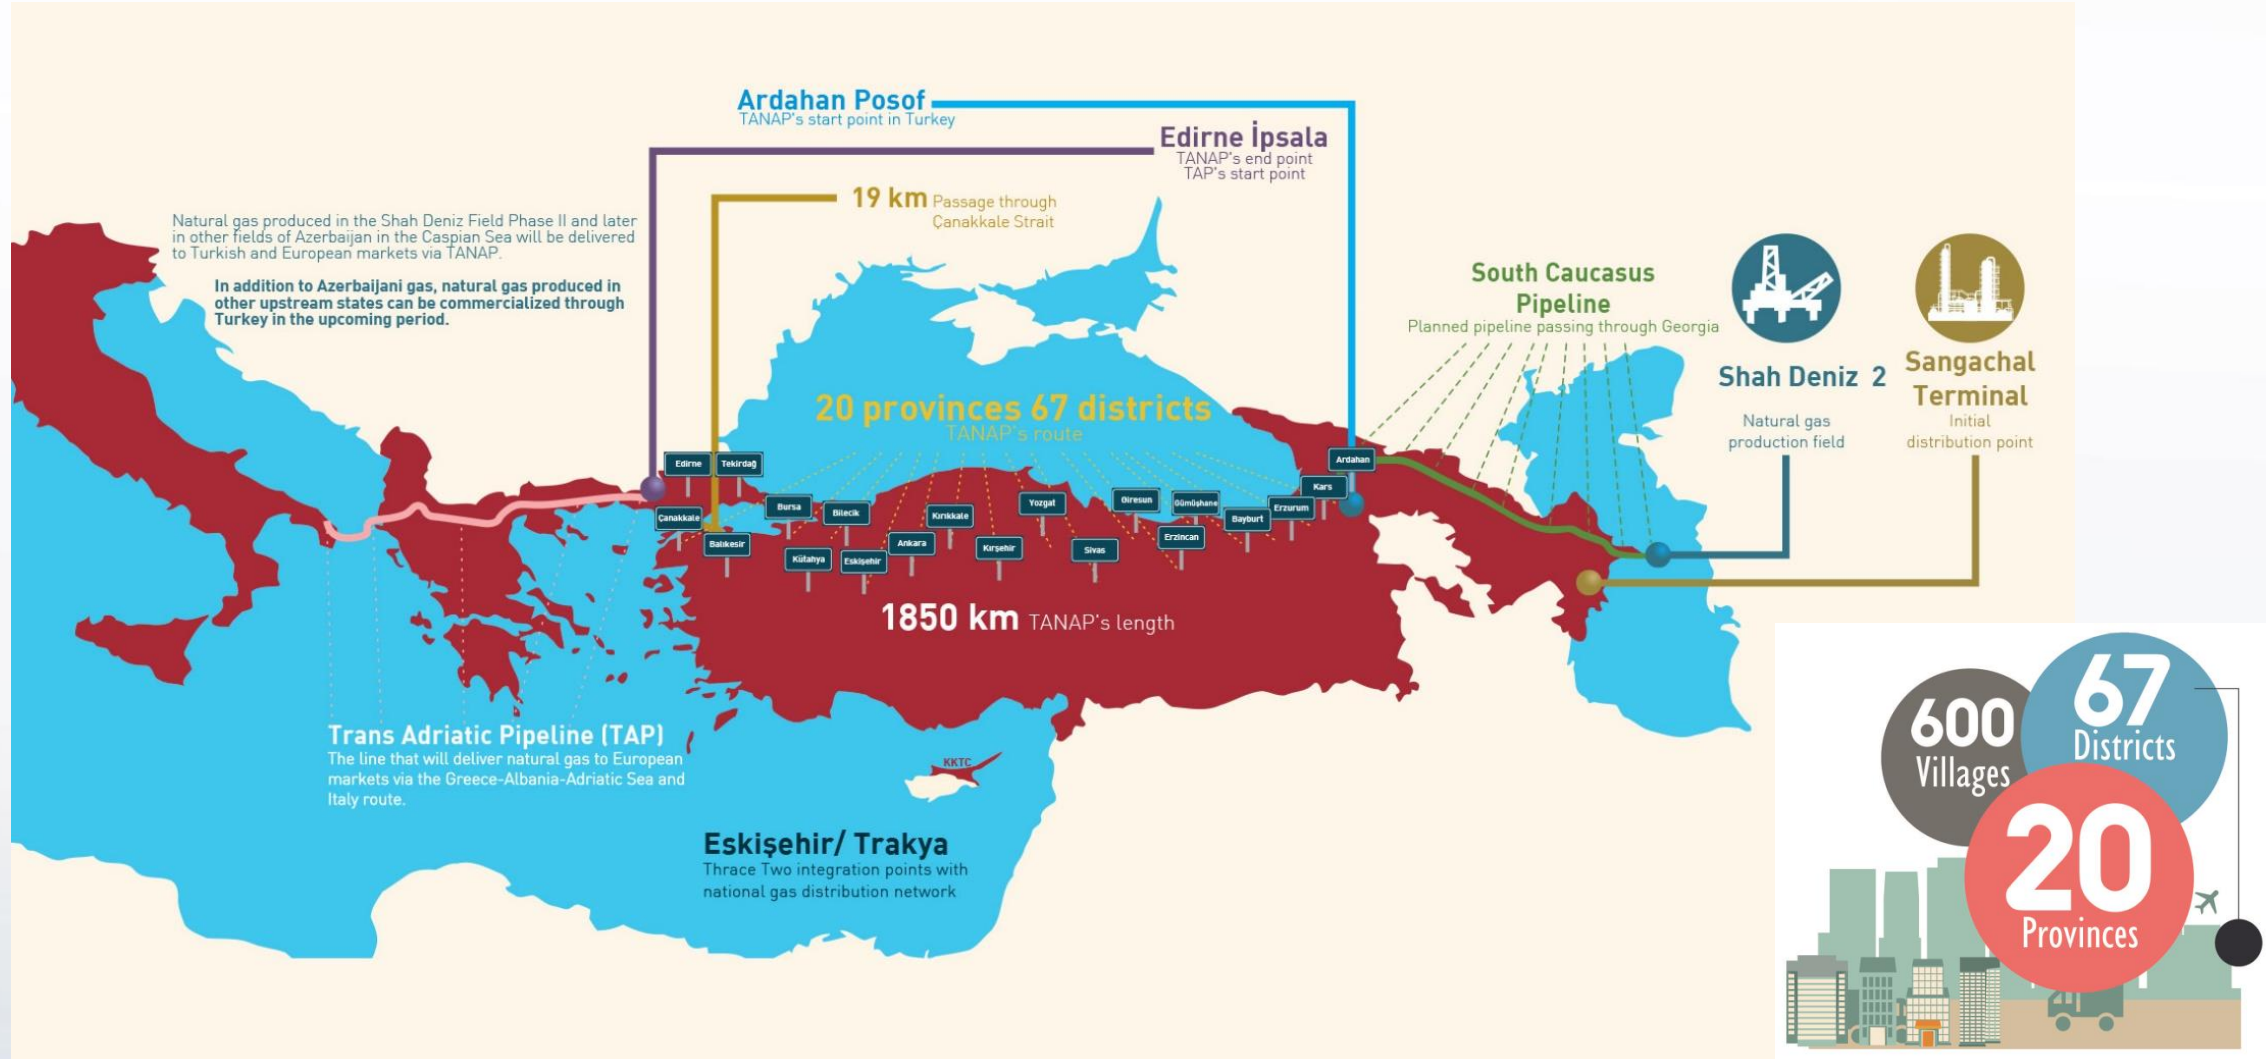 Ardahan Posof
TANAP's start point in Turkey
Edirne İpsala
TANAP's end point
TAP's start point
19 km Passage through
Çanakkale Strait
Natural gas produced in the Shah Deniz Field Phase II and later
in other fields of Azerbaijan in the Caspian Sea will be delivered
to Turkish and European markets via TANAP.
In addition to Azerbaijani gas, natural gas produced in
other upstream states can be commercialized through
Turkey in the upcoming period.
South Caucasus
Pipeline
Planned pipeline passing through Georgia
Shah Deniz 2
Natural gas
production field
Sangachal
Terminal
Initial
distribution point
20 provinces 67 districts
TANAP's route
Edirne
Tekirdağ
Çanakkale
Balıkesir
Bursa
Bilecik
Kütahya
Eskişehir
Ankara
Kırıkkale
Kırşehir
Yozgat
Sivas
Giresun
Gümüşhane
Erzincan
Bayburt
Erzurum
Kars
Ardahan
1850 km TANAP's length
Trans Adriatic Pipeline (TAP)
The line that will deliver natural gas to European
markets via the Greece-Albania-Adriatic Sea and
Italy route.
KKTC
Eskişehir/ Trakya
Thrace Two integration points with
national gas distribution network
600
Villages
67
Districts
20
Provinces